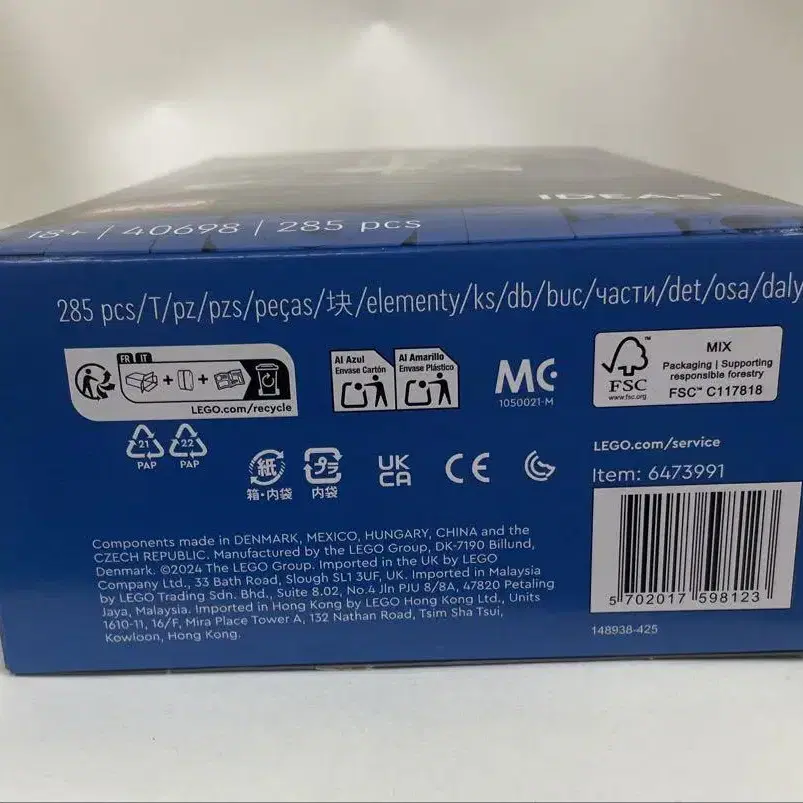 IDEAS
18+ | 40698 | 285 pcs
285 pcs/T/pz/pzs/peças/块/elementy/ks/db/buc/части/det/osa/daly
FR IT
LEGO.com/recycle
Al Azul
Envase Cartón
Al Amarillo
Envase Plástico
MC
1050021-M
FSC
www.fsc.org
MIX
Packaging | Supporting
responsible forestry
FSC™ C117818
21
PAP
22
PAP
紙
箱・内袋
プラ
内袋
UK
CA
CE
LEGO.com/service
Item: 6473991
5 702017 598123
148938-425
Components made in DENMARK, MEXICO, HUNGARY, CHINA and the
CZECH REPUBLIC. Manufactured by the LEGO Group, DK-7190 Billund,
Denmark. ©2024 The LEGO Group. Imported in the UK by LEGO
Company Ltd., 33 Bath Road, Slough SL1 3UF, UK. Imported in Malaysia
by LEGO Trading Sdn. Bhd., Suite 8.02, No.4 Jln PJU 8/8A, 47820 Petaling
Jaya, Malaysia. Imported in Hong Kong by LEGO Hong Kong Ltd., Units
1610-11, 16/F, Mira Place Tower A, 132 Nathan Road, Tsim Sha Tsui,
Kowloon, Hong Kong.